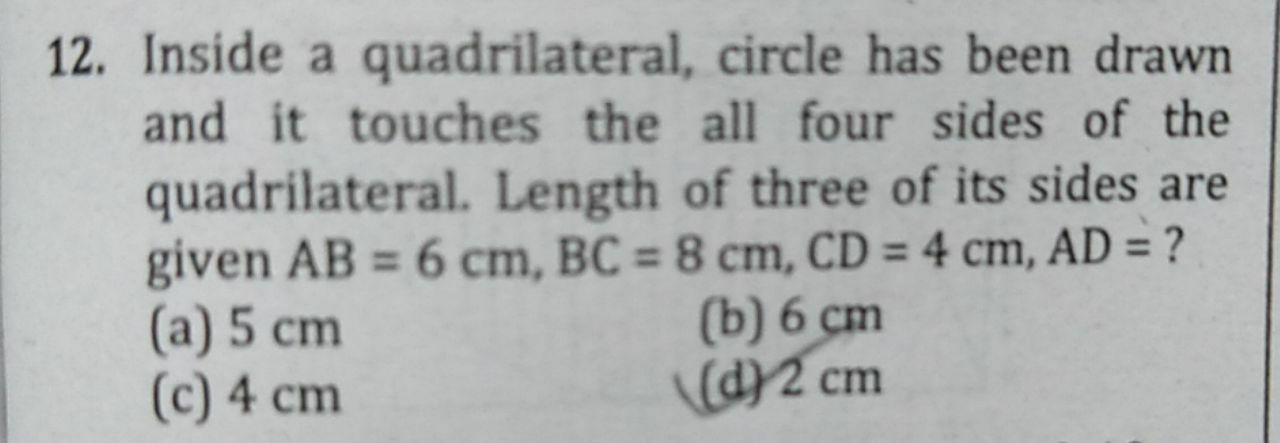 12. Inside a quadrilateral, circle has been drawn
and it touches the all four sides of the
quadrilateral. Length of three of its sides are
given AB = 6 cm, BC = 8 cm, CD = 4 cm, AD = ?
(a) 5 cm (b) 6 cm
(c) 4 cm (d) 2 cm